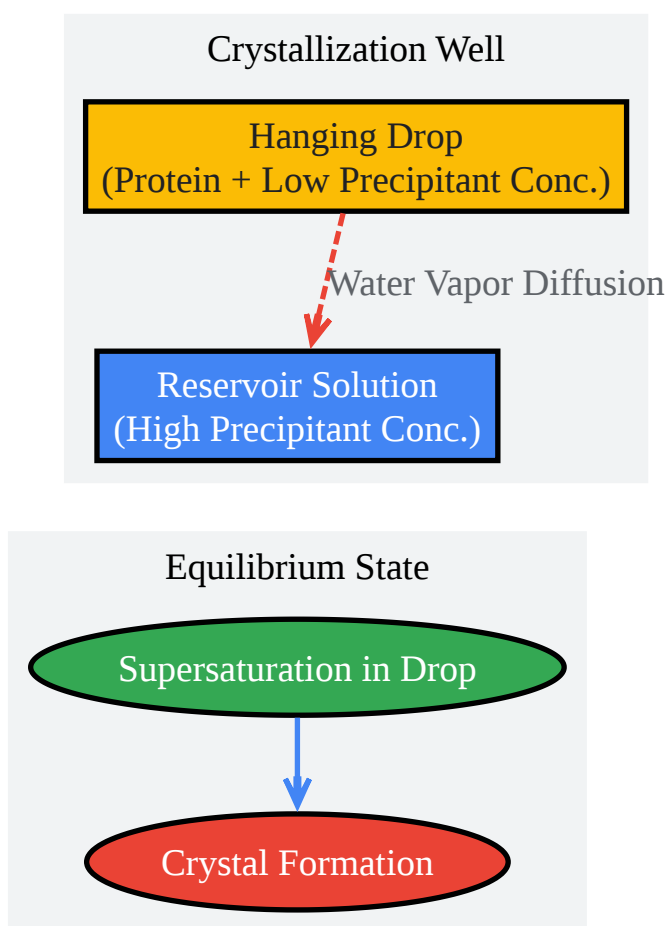 Crystallization Well
Hanging Drop
(Protein + Low Precipitant Conc.)
Water Vapor Diffusion
Reservoir Solution
(High Precipitant Conc.)
Equilibrium State
Supersaturation in Drop
Crystal Formation